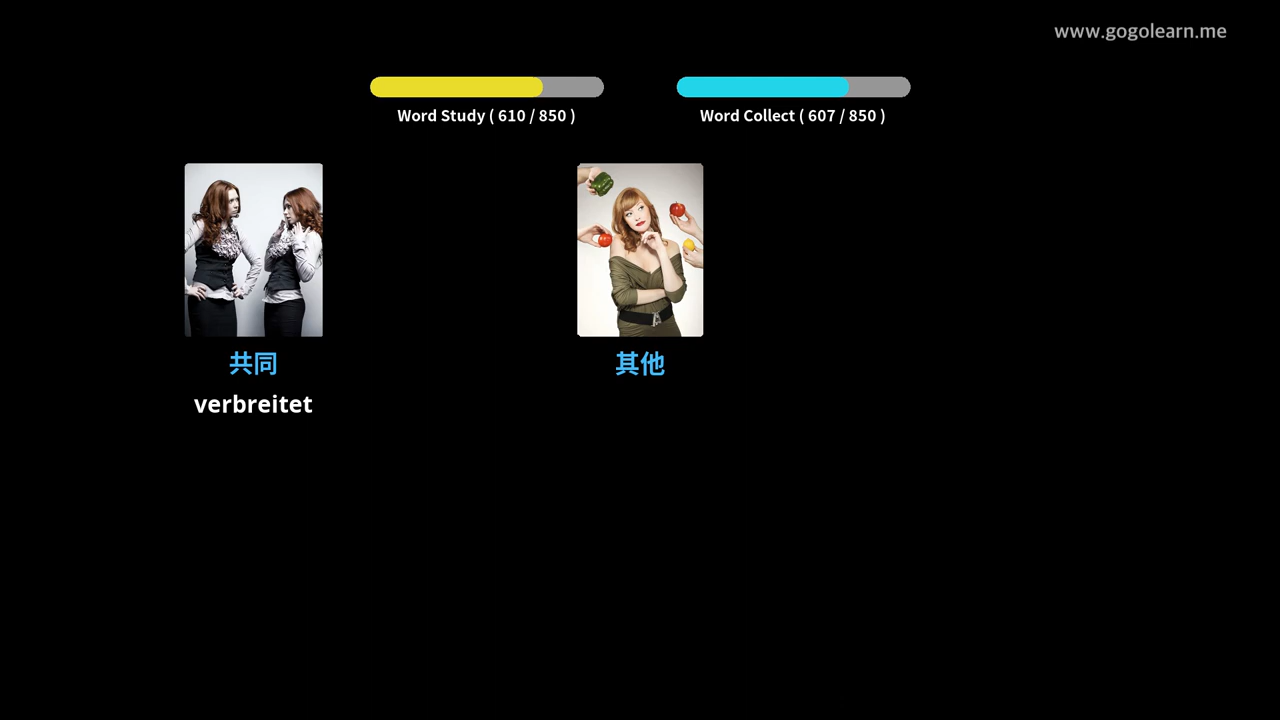 www.gogolearn.me
Word Study ( 610 / 850 )
Word Collect ( 607 / 850 )
共同
其他
verbreitet